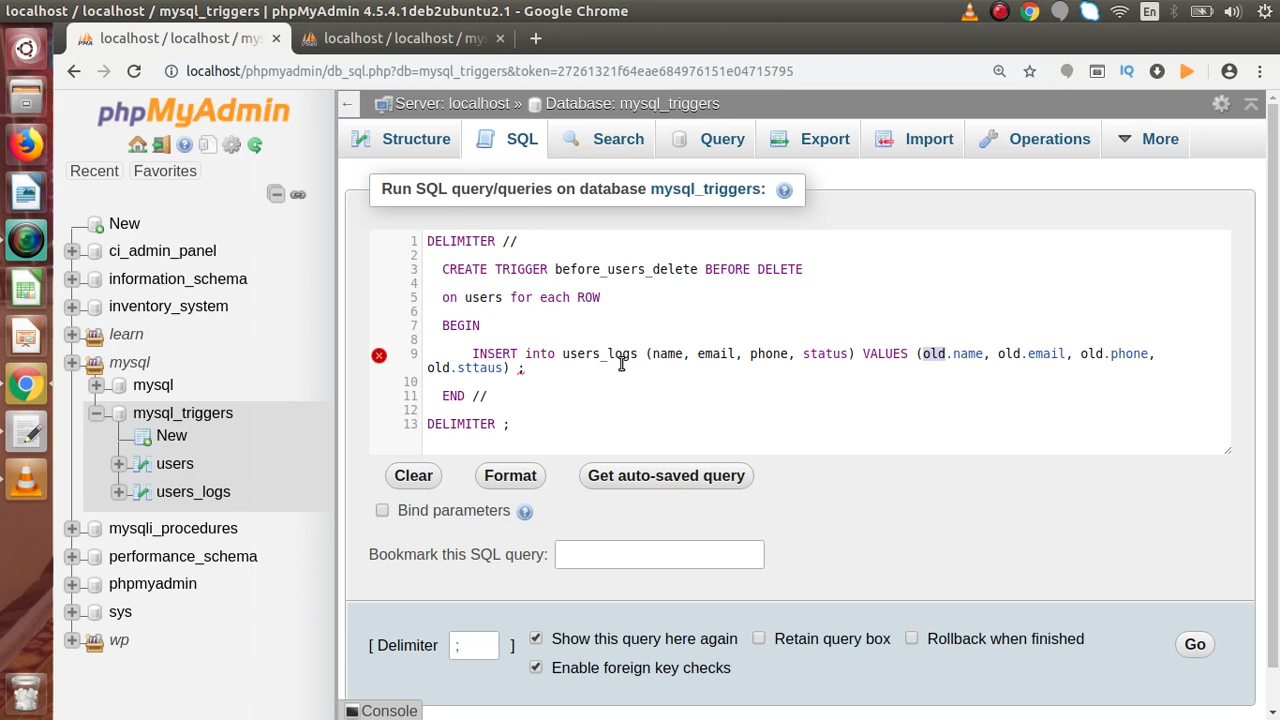 localhost / localhost / mysql_triggers | phpMyAdmin 4.5.4.1deb2ubuntu2.1 - Google Chrome
En
localhost / localhost / my
localhost / localhost / my
localhost/phpmyadmin/db_sql.php?db=mysql_triggers&token=27261321f64eae684976151e04715795
IQ
phpMyAdmin
Recent
Favorites
New
ci_admin_panel
information_schema
inventory_system
learn
mysql
mysql
mysql_triggers
New
users
users_logs
mysqli_procedures
performance_schema
phpmyadmin
sys
wp
Server: localhost » Database: mysql_triggers
Structure
SQL
Search
Query
Export
Import
Operations
More
Run SQL query/queries on database mysql_triggers:
1 DELIMITER //
2
3 CREATE TRIGGER before_users_delete BEFORE DELETE
4
5 on users for each ROW
6
7 BEGIN
8
9 INSERT into users_logs (name, email, phone, status) VALUES (old.name, old.email, old.phone,
old.sttaus) ;
10
11 END //
12
13 DELIMITER ;
Clear
Format
Get auto-saved query
Bind parameters
Bookmark this SQL query:
[ Delimiter ; ]
Show this query here again
Retain query box
Rollback when finished
Enable foreign key checks
Go
Console